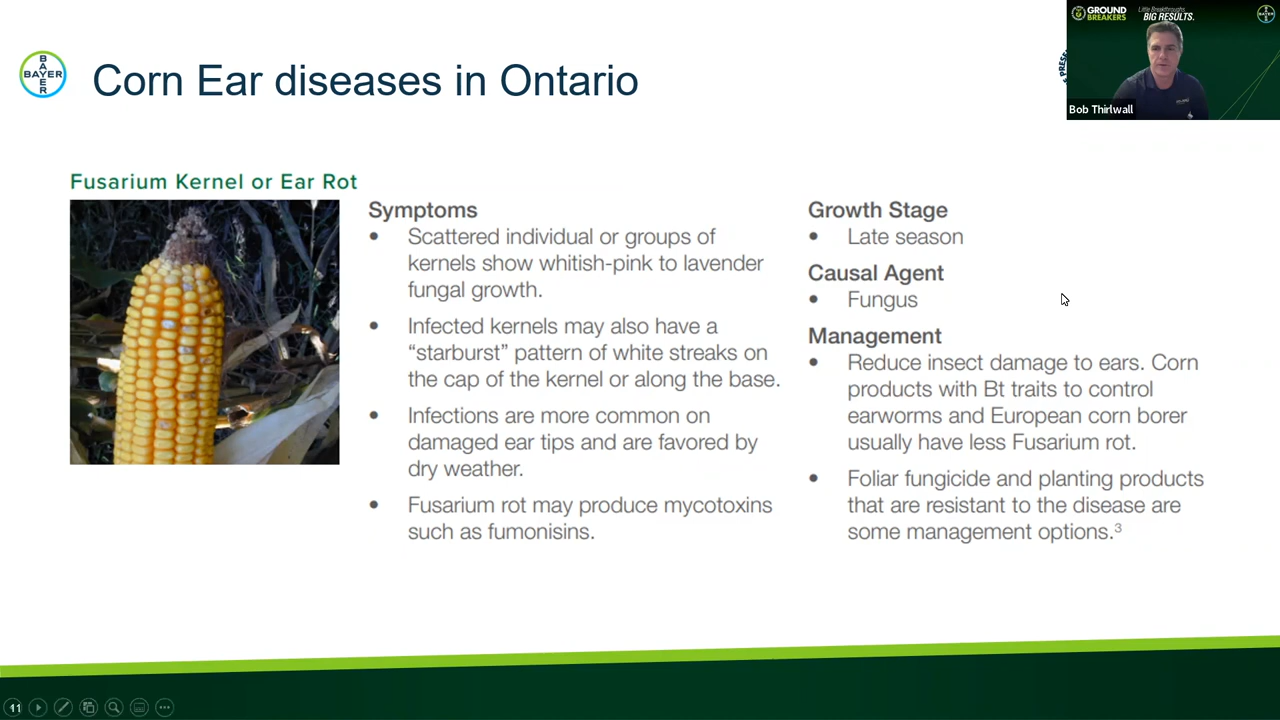 BAYER
BAYER
Corn Ear diseases in Ontario
GROUND BREAKERS
Little Breakthroughs.
BIG RESULTS.
Bob Thirlwall
Fusarium Kernel or Ear Rot
Symptoms
• Scattered individual or groups of
kernels show whitish-pink to lavender
fungal growth.
• Infected kernels may also have a
“starburst” pattern of white streaks on
the cap of the kernel or along the base.
• Infections are more common on
damaged ear tips and are favored by
dry weather.
• Fusarium rot may produce mycotoxins
such as fumonisins.
Growth Stage
• Late season
Causal Agent
• Fungus
Management
• Reduce insect damage to ears. Corn
products with Bt traits to control
earworms and European corn borer
usually have less Fusarium rot.
• Foliar fungicide and planting products
that are resistant to the disease are
some management options.³
11